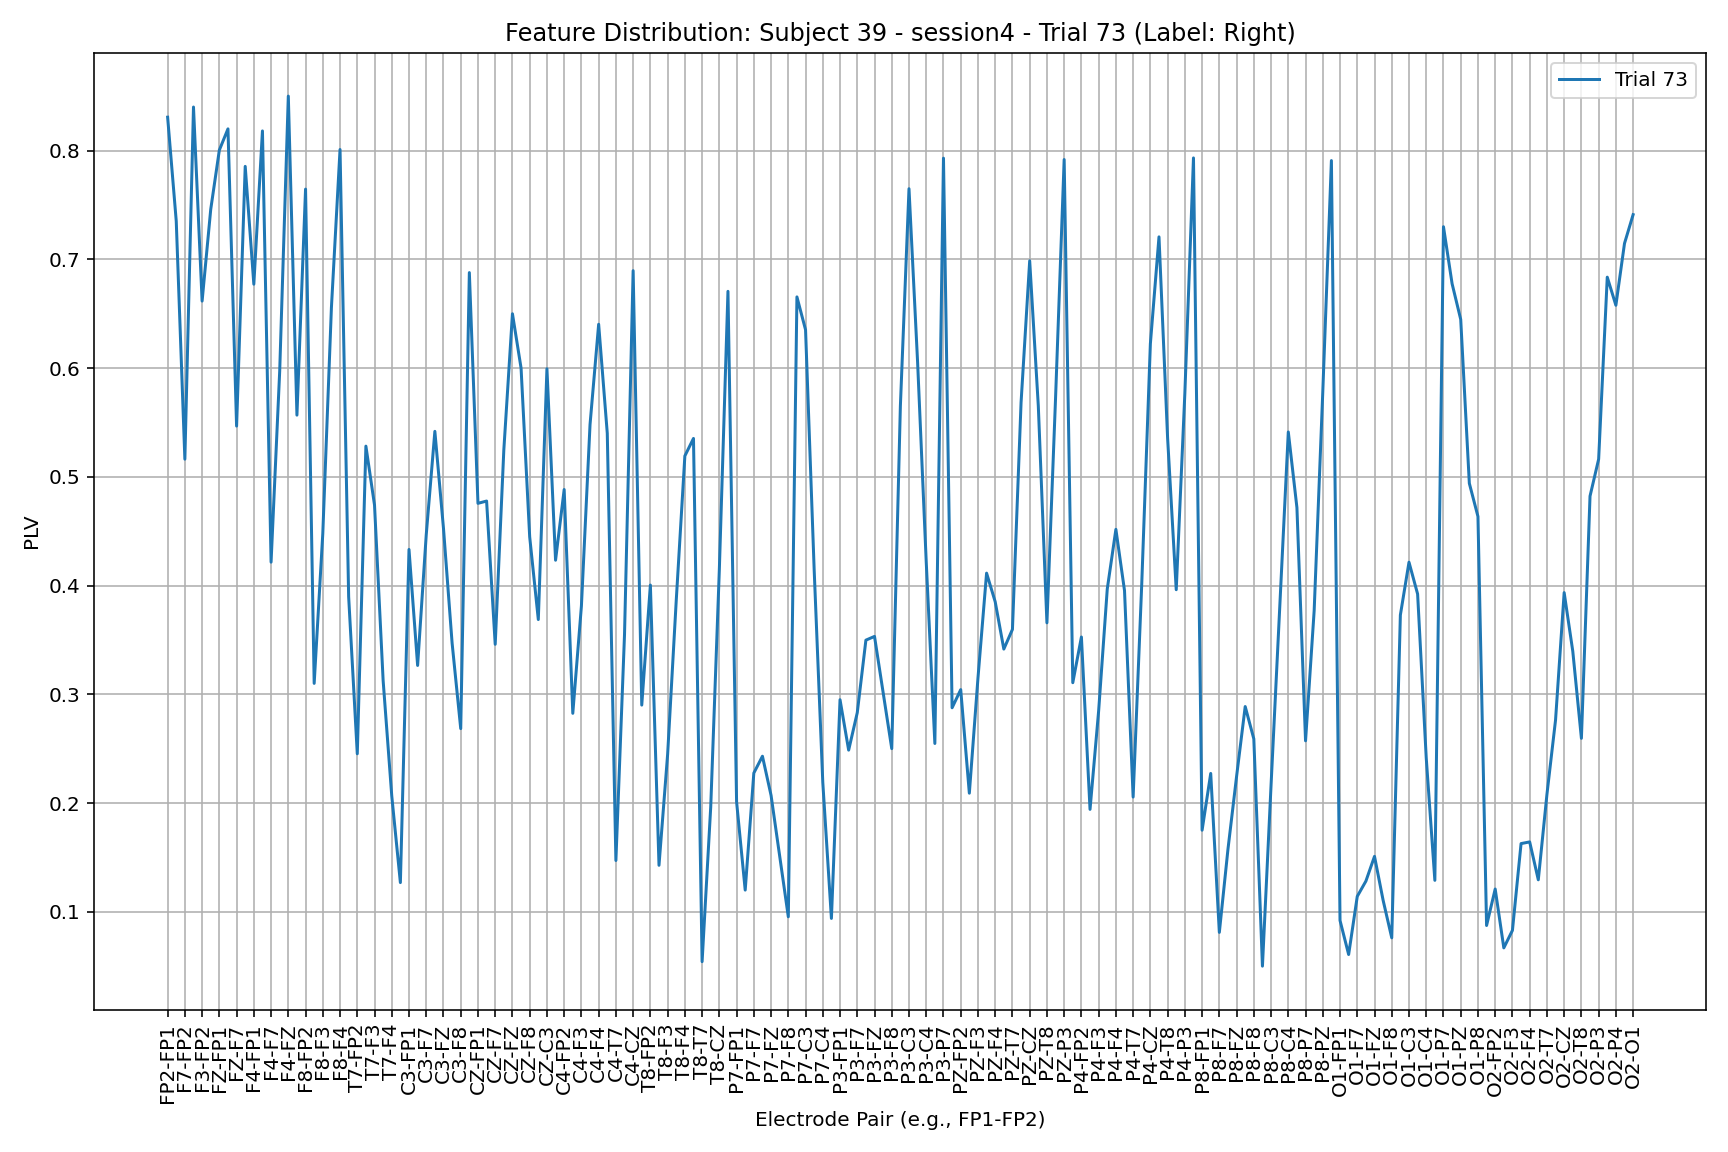 Feature Distribution: Subject 39 - session4 - Trial 73 (Label: Right)
Trial 73
PLV
0.8
0.7
0.6
0.5
0.4
0.3
0.2
0.1
FP2-FP1
F7-FP2
F3-FP2
FZ-FP1
FZ-F7
F4-FP1
F4-F7
F4-FZ
F8-FP2
F8-F3
F8-F4
T7-FP2
T7-F3
T7-F4
C3-FP1
C3-F7
C3-FZ
C3-F8
CZ-FP1
CZ-F7
CZ-FZ
CZ-F8
CZ-C3
C4-FP2
C4-F3
C4-F4
C4-T7
C4-CZ
T8-FP2
T8-F3
T8-F4
T8-T7
T8-CZ
P7-FP1
P7-F7
P7-FZ
P7-F8
P7-C3
P7-C4
P3-FP1
P3-F7
P3-FZ
P3-F8
P3-C3
P3-C4
P3-P7
PZ-FP2
PZ-F3
PZ-F4
PZ-T7
PZ-CZ
PZ-T8
PZ-P3
P4-FP2
P4-F3
P4-F4
P4-T7
P4-CZ
P4-T8
P4-P3
P8-FP1
P8-F7
P8-FZ
P8-F8
P8-C3
P8-C4
P8-P7
P8-PZ
O1-FP1
O1-F7
O1-FZ
O1-F8
O1-C3
O1-C4
O1-P7
O1-PZ
O1-P8
O2-FP2
O2-F3
O2-F4
O2-T7
O2-CZ
O2-T8
O2-P3
O2-P4
O2-O1
Electrode Pair (e.g., FP1-FP2)